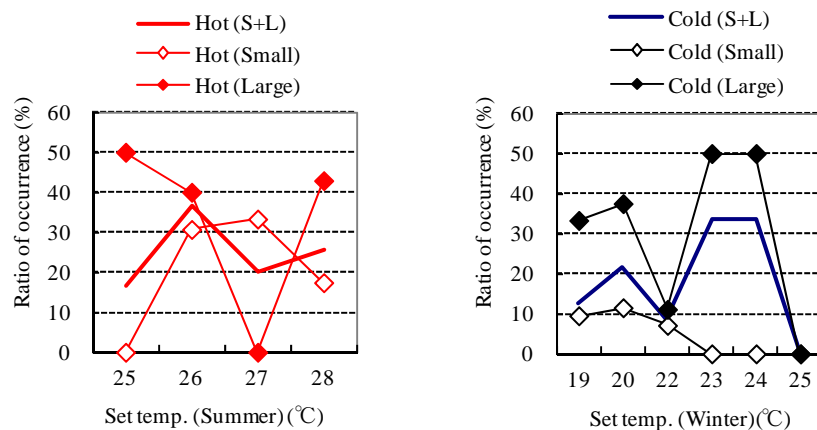 Hot (S+L)
Hot (Small)
Hot (Large)
Ratio of occurrence (%)
60
50
40
30
20
10
0
25 26 27 28
Set temp. (Summer) (℃)
Cold (S+L)
Cold (Small)
Cold (Large)
Ratio of occurrence (%)
60
50
40
30
20
10
0
19 20 22 23 24 25
Set temp. (Winter)(℃)